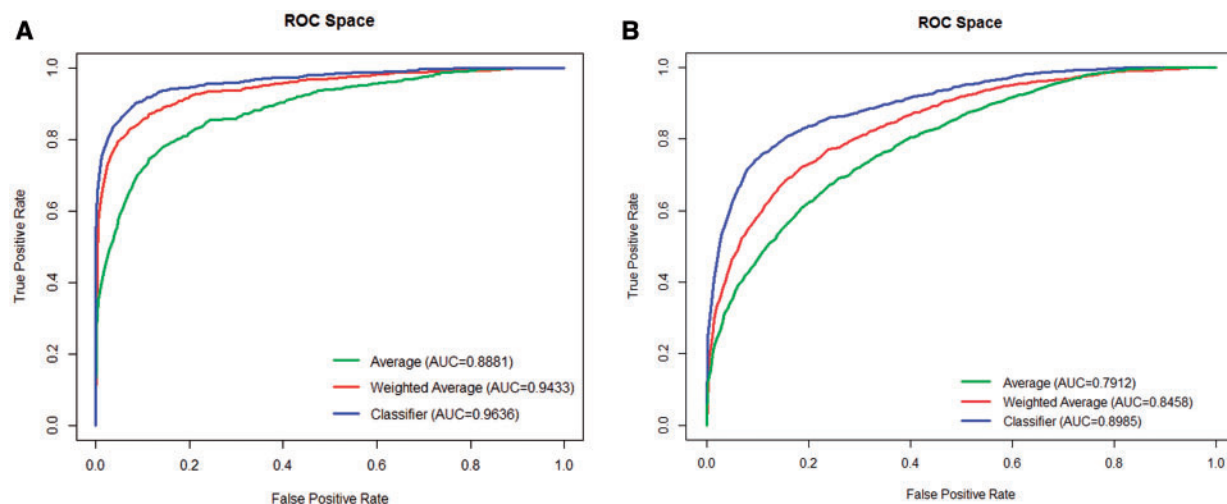 A
ROC Space
True Positive Rate
1.0
0.8
0.6
0.4
0.2
0.0
Average (AUC=0.8881)
Weighted Average (AUC=0.9433)
Classifier (AUC=0.9636)
0.0 0.2 0.4 0.6 0.8 1.0
False Positive Rate
B
ROC Space
True Positive Rate
1.0
0.8
0.6
0.4
0.2
0.0
Average (AUC=0.7912)
Weighted Average (AUC=0.8458)
Classifier (AUC=0.8985)
0.0 0.2 0.4 0.6 0.8 1.0
False Positive Rate